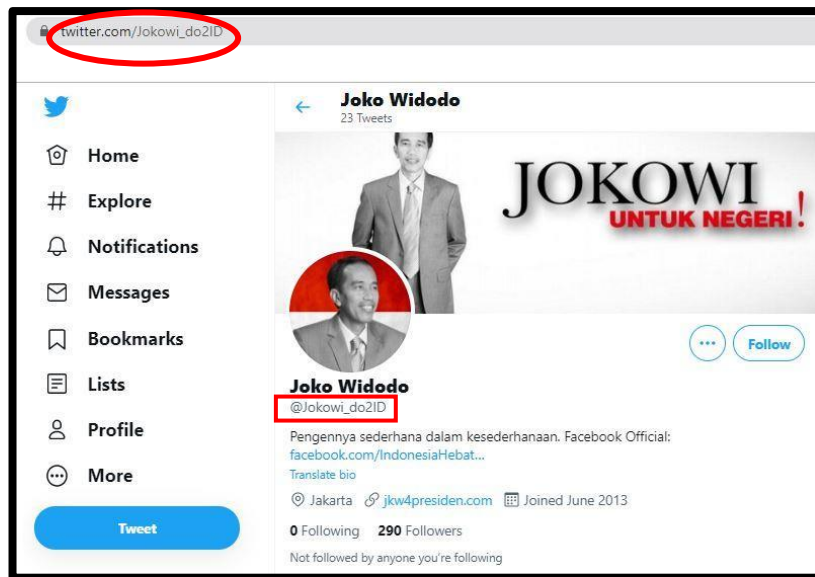 twitter.com/Jokowi_do2ID
Joko Widodo
23 Tweets
Home
Explore
Notifications
Messages
Bookmarks
Lists
Profile
More
Tweet
JOKOWI
UNTUK NEGERI!
Follow
Joko Widodo
@Jokowi_do2ID
Pengennya sederhana dalam kesederhanaan. Facebook Official:
facebook.com/IndonesiaHebat...
Translate bio
Jakarta jkw4presiden.com Joined June 2013
0 Following 290 Followers
Not followed by anyone you're following